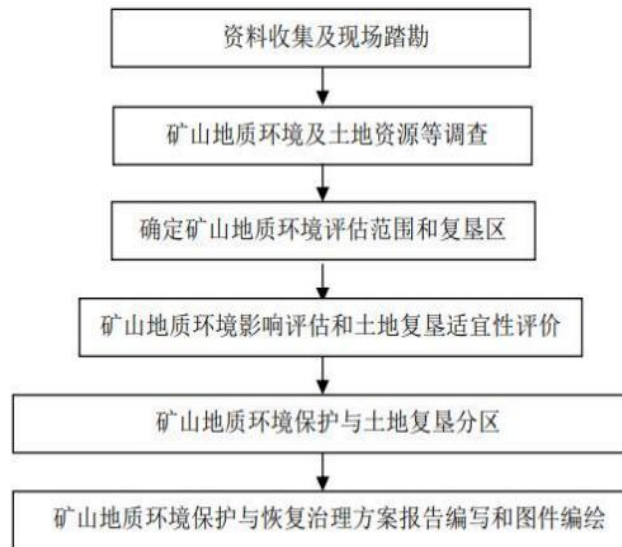 资料收集及现场踏勘
矿山地质环境及土地资源等调查
确定矿山地质环境评估范围和复垦区
矿山地质环境影响评估和土地复垦适宜性评价
矿山地质环境保护与土地复垦分区
矿山地质环境保护与恢复治理方案报告编写和图件编绘